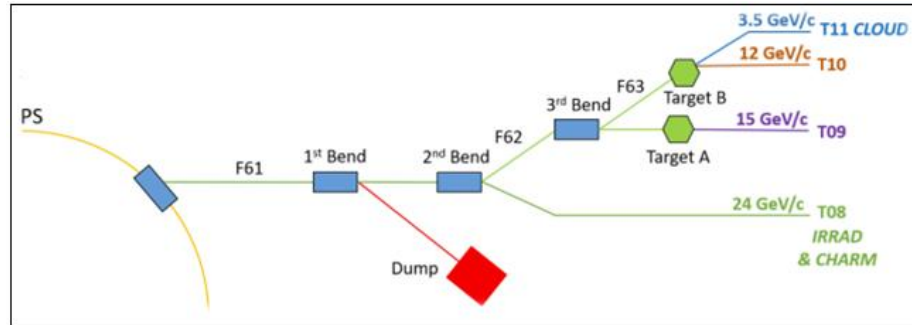 3.5 GeV/c T11 CLOUD
12 GeV/c T10
F63
Target B
3rd Bend
PS
15 GeV/c T09
F62
Target A
1st Bend
2nd Bend
F61
24 GeV/c T08
IRRAD
& CHARM
Dump